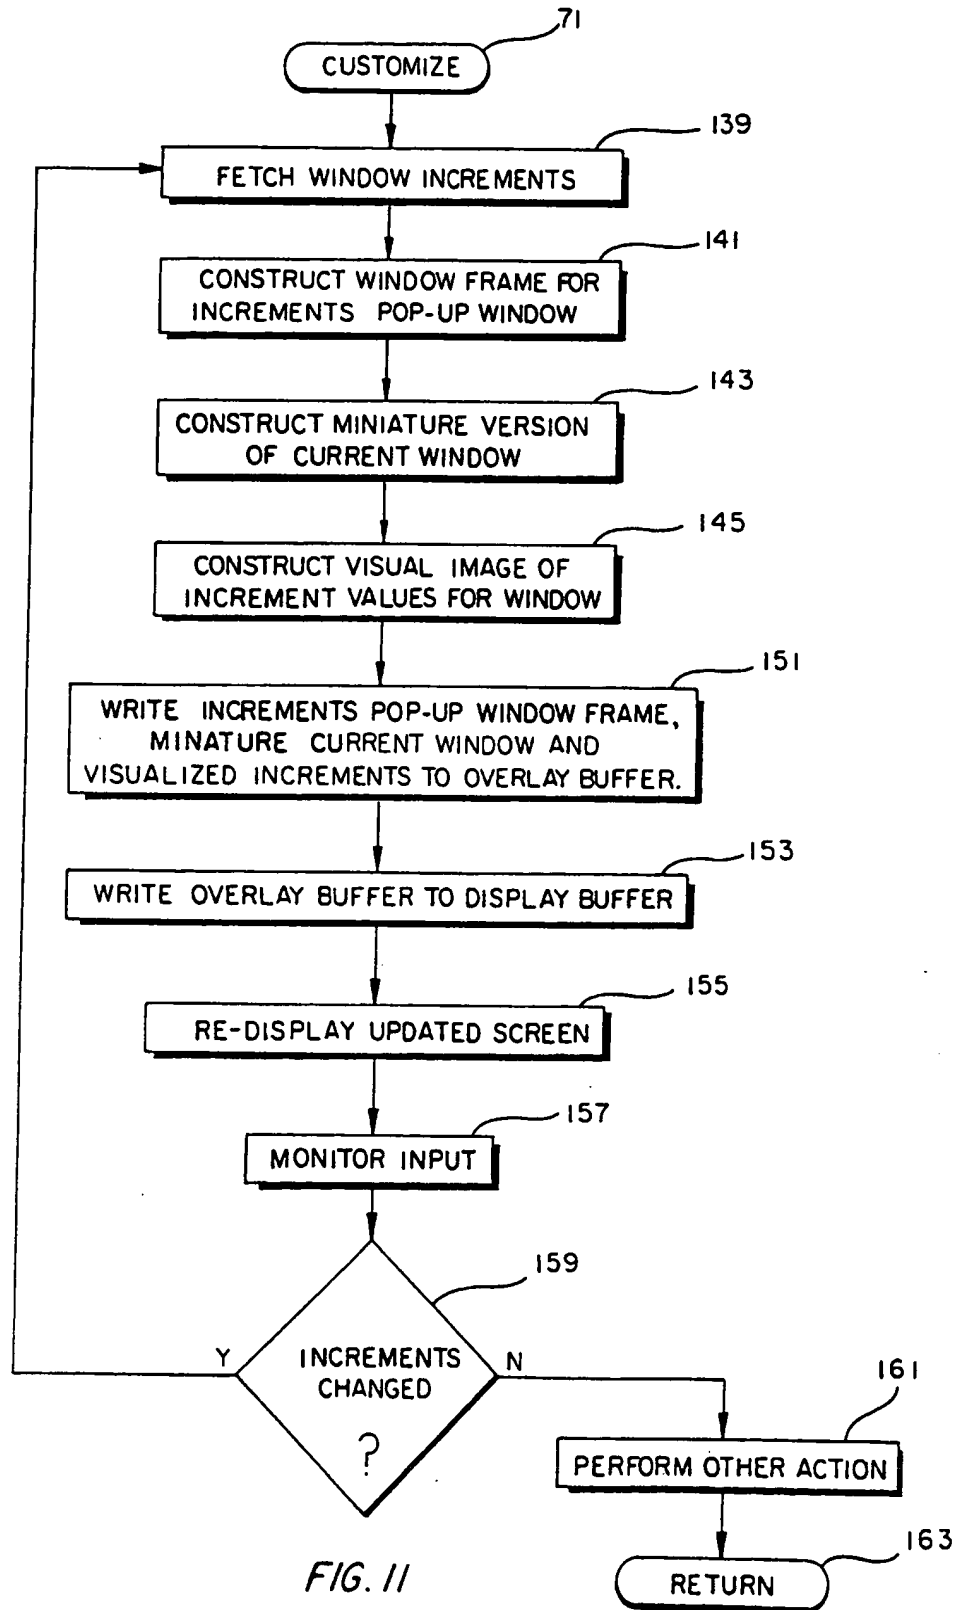 71
CUSTOMIZE
139
FETCH WINDOW INCREMENTS
141
CONSTRUCT WINDOW FRAME FOR
INCREMENTS POP-UP WINDOW
143
CONSTRUCT MINIATURE VERSION
OF CURRENT WINDOW
145
CONSTRUCT VISUAL IMAGE OF
INCREMENT VALUES FOR WINDOW
151
WRITE INCREMENTS POP-UP WINDOW FRAME,
MINATURE CURRENT WINDOW AND
VISUALIZED INCREMENTS TO OVERLAY BUFFER.
153
WRITE OVERLAY BUFFER TO DISPLAY BUFFER
155
RE-DISPLAY UPDATED SCREEN
157
MONITOR INPUT
159
Y
INCREMENTS
CHANGED
?
N
161
PERFORM OTHER ACTION
163
RETURN
FIG. 11